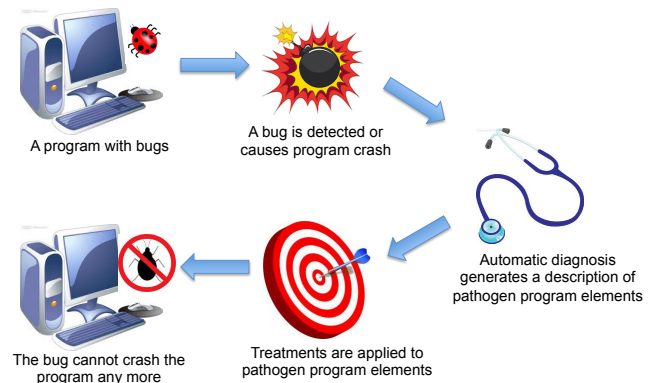 A program with bugs
A bug is detected or
causes program crash
Automatic diagnosis
generates a description of
pathogen program elements
Treatments are applied to
pathogen program elements
The bug cannot crash the
program any more